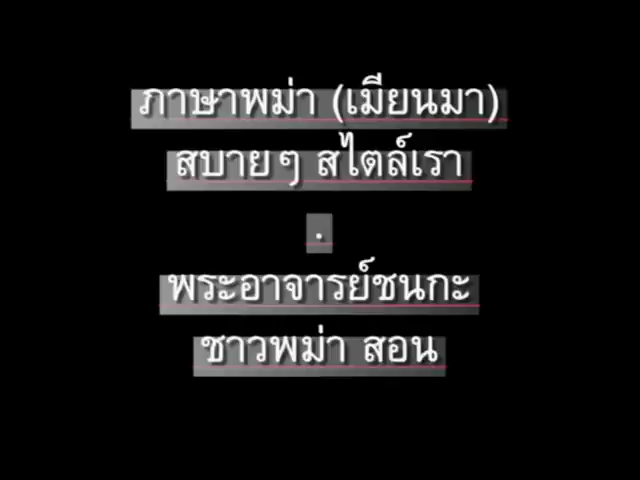 ภาษาพม่า (เมียนมา)
สบายๆ สไตล์เรา
.
พระอาจารย์ชนกะ
ชาวพม่า สอน